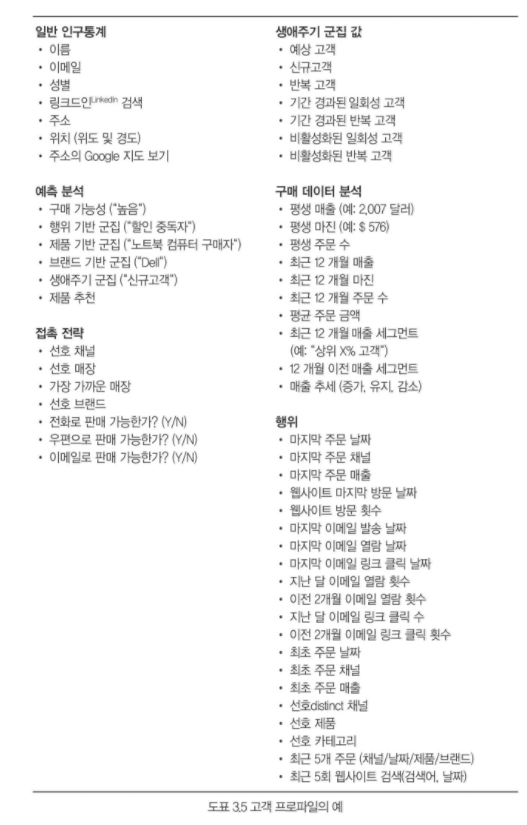 일반 인구통계
• 이름
• 이메일
• 성별
• 링크드인LinkedIn 검색
• 주소
• 위치 (위도 및 경도)
• 주소의 Google 지도 보기
예측 분석
• 구매 가능성 ("높음")
• 행위 기반 군집 ("할인 중독자")
• 제품 기반 군집 ("노트북 컴퓨터 구매자")
• 브랜드 기반 군집 ("Dell")
• 생애주기 군집 ("신규고객")
• 제품 추천
접촉 전략
• 선호 채널
• 선호 매장
• 가장 가까운 매장
• 선호 브랜드
• 전화로 판매 가능한가? (Y/N)
• 우편으로 판매 가능한가? (Y/N)
• 이메일로 판매 가능한가? (Y/N)
생애주기 군집 값
• 예상 고객
• 신규고객
• 반복 고객
• 기간 경과된 일회성 고객
• 기간 경과된 반복 고객
• 비활성화된 일회성 고객
• 비활성화된 반복 고객
구매 데이터 분석
• 평생 매출 (예: 2,007 달러)
• 평생 마진 (예: $ 576)
• 평생 주문 수
• 최근 12 개월 매출
• 최근 12 개월 마진
• 최근 12 개월 주문 수
• 평균 주문 금액
• 최근 12 개월 매출 세그먼트
(예: "상위 X% 고객")
• 12 개월 이전 매출 세그먼트
• 매출 추세 (증가, 유지, 감소)
행위
• 마지막 주문 날짜
• 마지막 주문 채널
• 마지막 주문 매출
• 웹사이트 마지막 방문 날짜
• 웹사이트 방문 횟수
• 마지막 이메일 발송 날짜
• 마지막 이메일 열람 날짜
• 마지막 이메일 링크 클릭 날짜
• 지난 달 이메일 열람 횟수
• 이전 2개월 이메일 열람 횟수
• 지난 달 이메일 링크 클릭 수
• 이전 2개월 이메일 링크 클릭 횟수
• 최초 주문 날짜
• 최초 주문 채널
• 최초 주문 매출
• 선호distinct 채널
• 선호 제품
• 선호 카테고리
• 최근 5개 주문 (채널/날짜/제품/브랜드)
• 최근 5회 웹사이트 검색(검색어, 날짜)
도표 3.5 고객 프로파일의 예